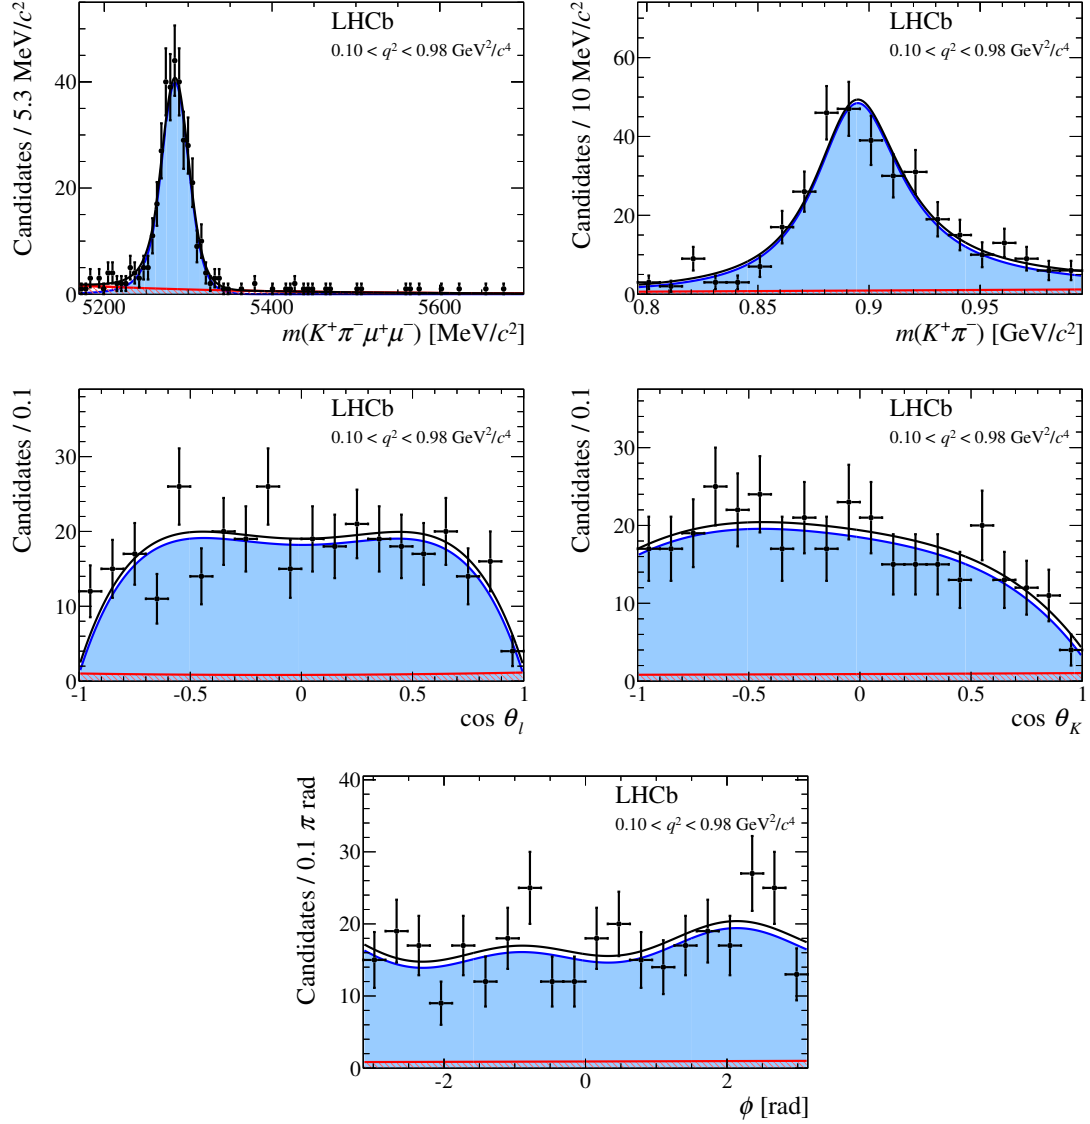 LHCb
0.10 < q² < 0.98 GeV²/c⁴
Candidates / 5.3 MeV/c²
0
20
40
5200
5400
5600
m(K⁺π⁻μ⁺μ⁻) [MeV/c²]
LHCb
0.10 < q² < 0.98 GeV²/c⁴
Candidates / 10 MeV/c²
0
20
40
60
0.8
0.85
0.9
0.95
m(K⁺π⁻) [GeV/c²]
LHCb
0.10 < q² < 0.98 GeV²/c⁴
Candidates / 0.1
0
10
20
30
-1
-0.5
0
0.5
1
cos θ_l
LHCb
0.10 < q² < 0.98 GeV²/c⁴
Candidates / 0.1
0
10
20
30
-1
-0.5
0
0.5
1
cos θ_K
LHCb
0.10 < q² < 0.98 GeV²/c⁴
Candidates / 0.1 π rad
0
10
20
30
40
-2
0
2
ϕ [rad]